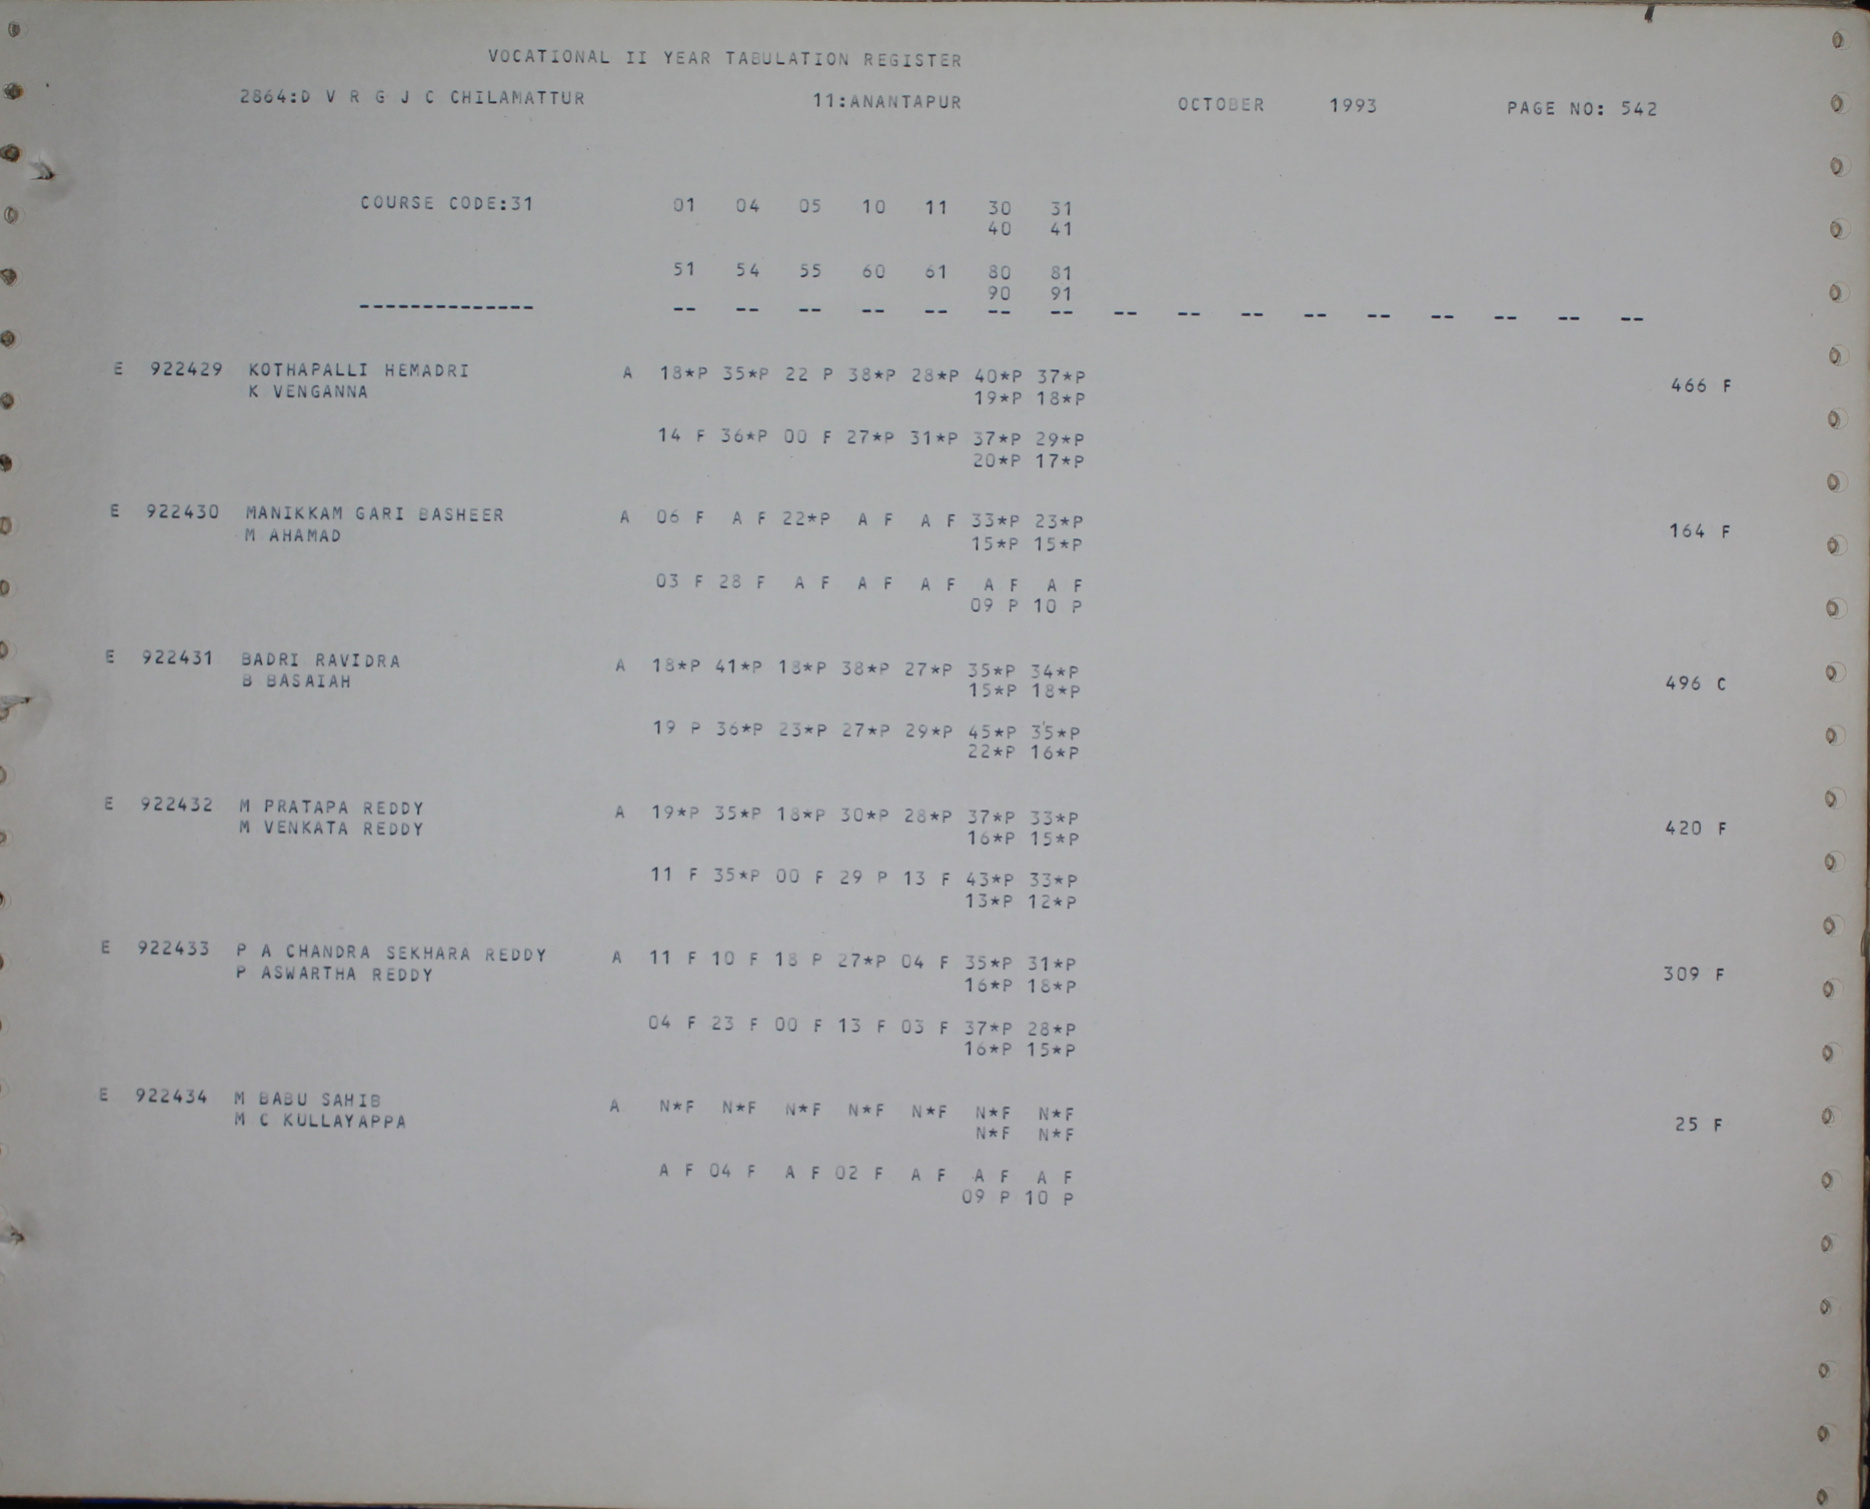 VOCATIONAL II YEAR TABULATION REGISTER
2864:D V R G J C CHILAMATTUR 11:ANANTAPUR OCTOBER 1993 PAGE NO: 542
COURSE CODE:31 01 04 05 10 11 30 31
40 41
51 54 55 60 61 80 81
90 91
-------------- -- -- -- -- -- -- -- -- -- -- -- -- -- -- -- --
E 922429 KOTHAPALLI HEMADRI A 18*P 35*P 22 P 38*P 28*P 40*P 37*P 466 F
K VENGANNA 19*P 18*P
14 F 36*P 00 F 27*P 31*P 37*P 29*P
20*P 17*P
E 922430 MANIKKAM GARI BASHEER A 06 F A F 22*P A F A F 33*P 23*P 164 F
M AHAMAD 15*P 15*P
03 F 28 F A F A F A F A F A F
09 P 10 P
E 922431 BADRI RAVIDRA A 18*P 41*P 18*P 38*P 27*P 35*P 34*P 496 C
B BASAIAH 15*P 18*P
19 P 36*P 23*P 27*P 29*P 45*P 35*P
22*P 16*P
E 922432 M PRATAPA REDDY A 19*P 35*P 18*P 30*P 28*P 37*P 33*P 420 F
M VENKATA REDDY 16*P 15*P
11 F 35*P 00 F 29 P 13 F 43*P 33*P
13*P 12*P
E 922433 P A CHANDRA SEKHARA REDDY A 11 F 10 F 18 P 27*P 04 F 35*P 31*P 309 F
P ASWARTHA REDDY 16*P 18*P
04 F 23 F 00 F 13 F 03 F 37*P 28*P
16*P 15*P
E 922434 M BABU SAHIB A N*F N*F N*F N*F N*F N*F N*F 25 F
M C KULLAYAPPA N*F N*F
A F 04 F A F 02 F A F A F A F
09 P 10 P